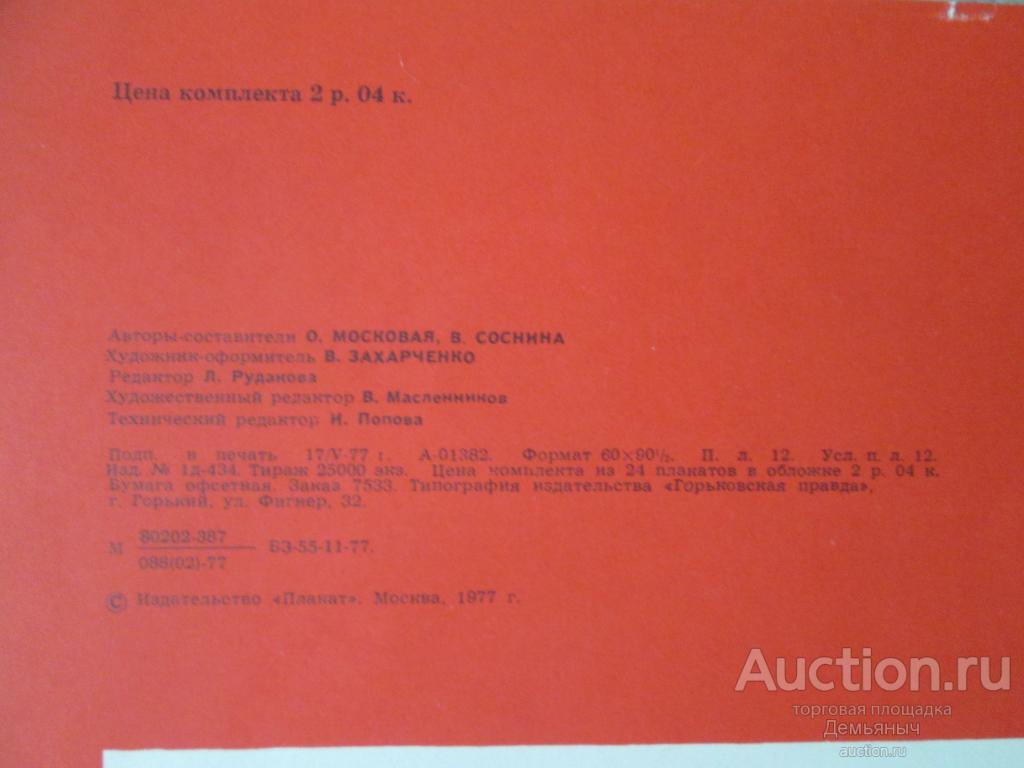 Цена комплекта 2 р. 04 к.
Авторы-составители О. МОСКОВАЯ, В. СОСНИНА
Художник-оформитель В. ЗАХАРЧЕНКО
Редактор Л. Рудакова
Художественный редактор В. Масленников
Технический редактор И. Попова
Подп. в печать 17/V-77 г. А-01382. Формат 60×90½. П. л. 12. Усл. п. л. 12.
Изд. № 1д-434. Тираж 25000 экз. Цена комплекта из 24 плакатов в обложке 2 р. 04 к.
Бумага офсетная. Заказ 7533. Типография издательства «Горьковская правда»,
г. Горький, ул. Фигнер, 32.
М 80202-387 БЗ-55-11-77.
088(02)-77
© Издательство «Плакат». Москва, 1977 г.
Auction.ru
торговая площадка
Демьяныч
auction.ru